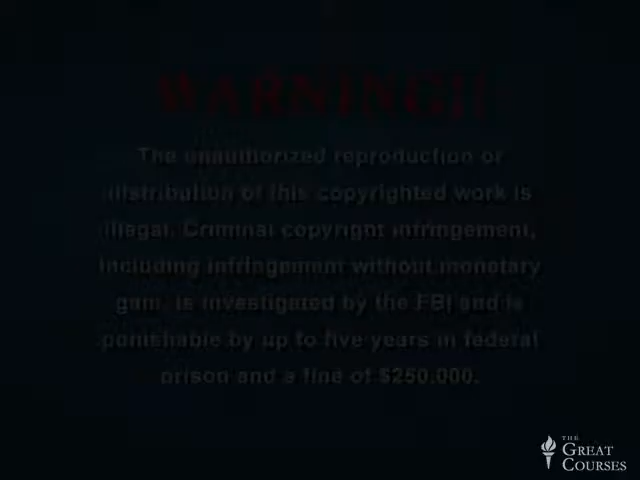 WARNING!!
The unauthorized reproduction or
distribution of this copyrighted work is
illegal. Criminal copyright infringement,
including infringement without monetary
gain, is investigated by the FBI and is
punishable by up to five years in federal
prison and a fine of $250,000.
THE
GREAT
COURSES